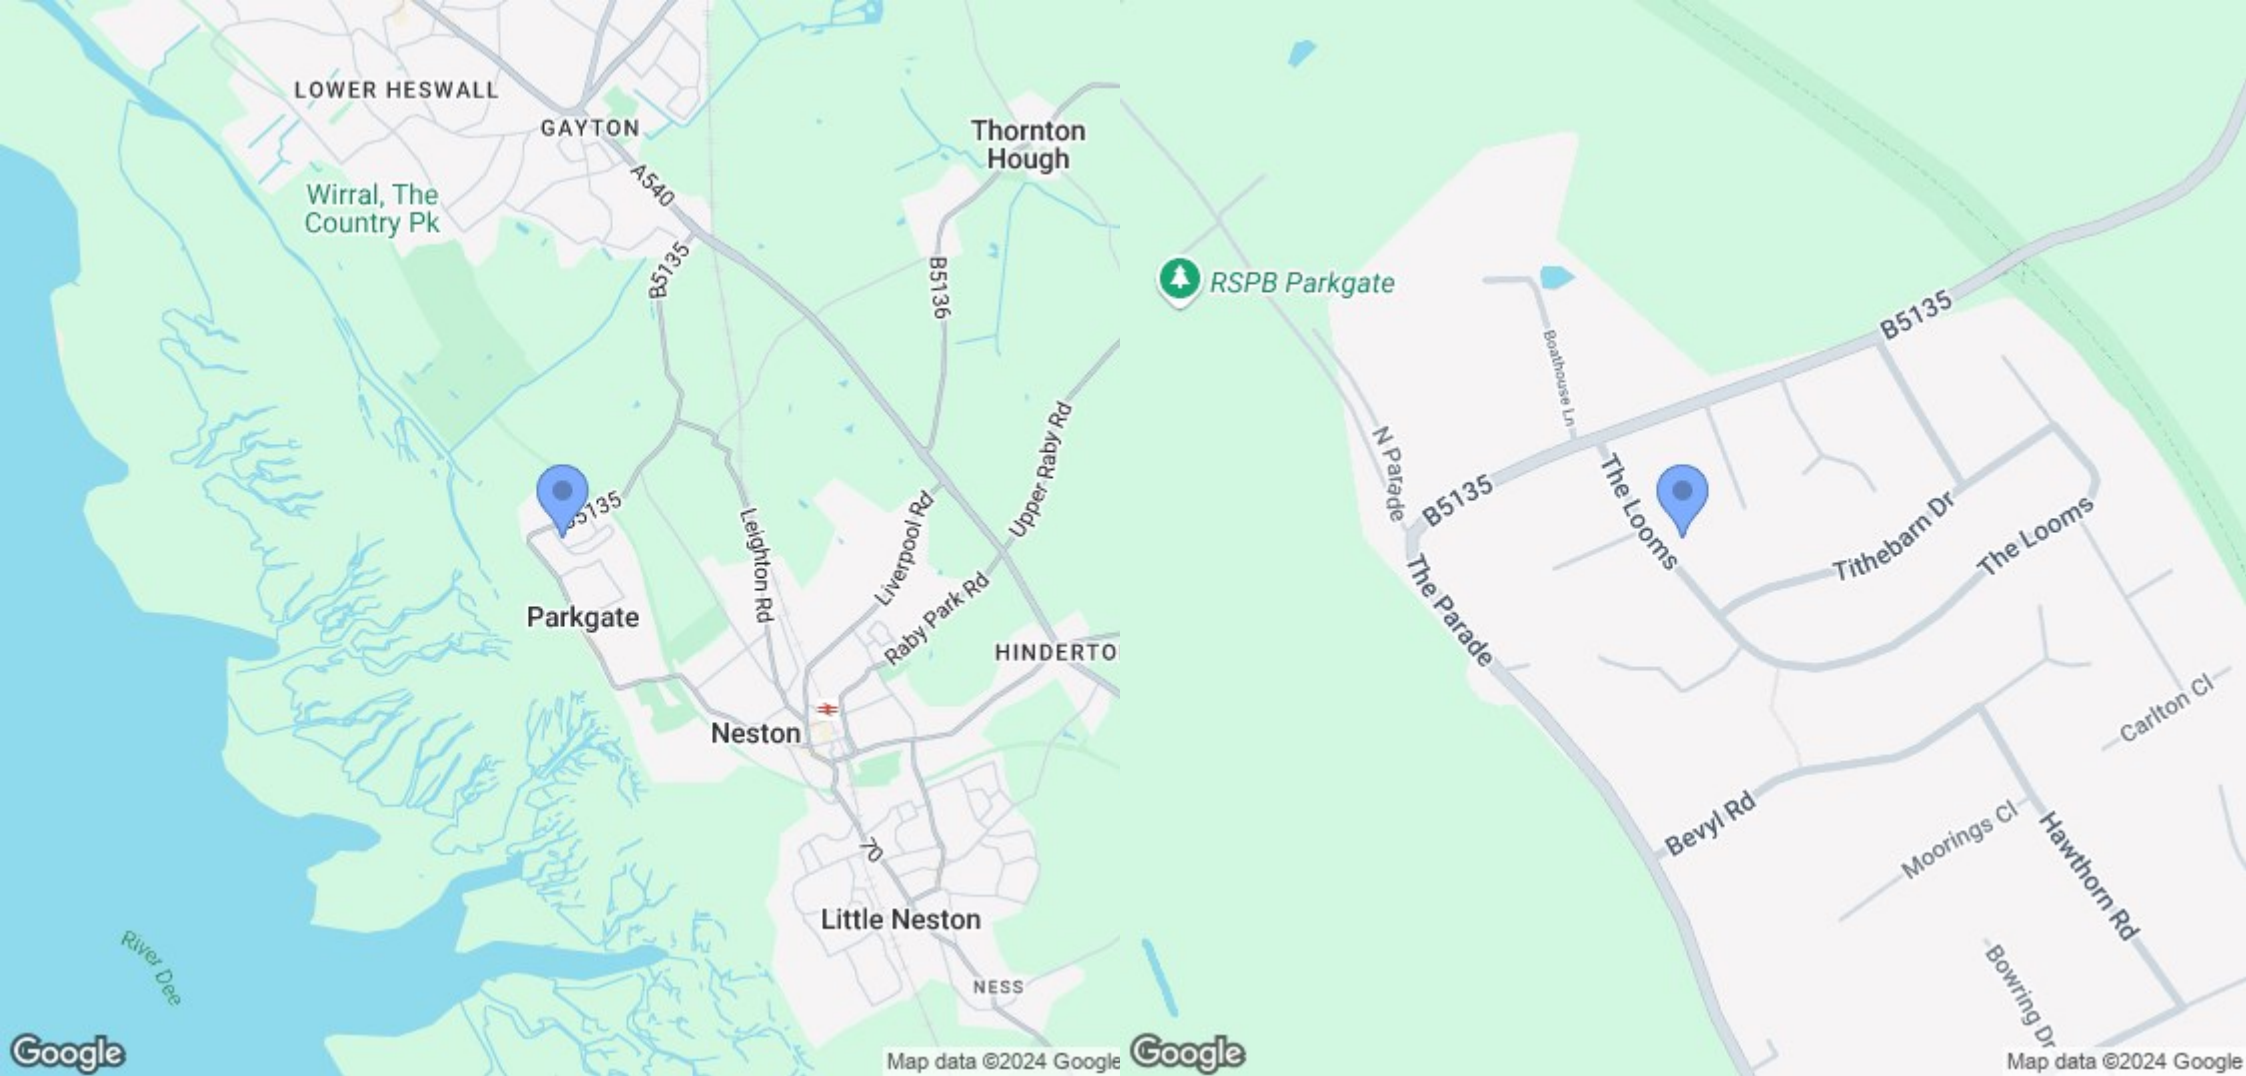 LOWER HESWALL
GAYTON
Thornton
Hough
Wirral, The
Country Pk
A540
B5135
B5136
Upper Raby Rd
B5135
Leighton Rd
Liverpool Rd
Raby Park Rd
Parkgate
HINDERTO
Neston
70
Little Neston
River Dee
NESS
Google
Map data ©2024 Google
RSPB Parkgate
B5135
Boathouse Ln
N Parade
B5135
The Looms
Tithebarn Dr
The Looms
The Parade
Carlton Cl
Bevyl Rd
Moorings Cl
Hawthorn Rd
Bowring Dr
Google
Map data ©2024 Google